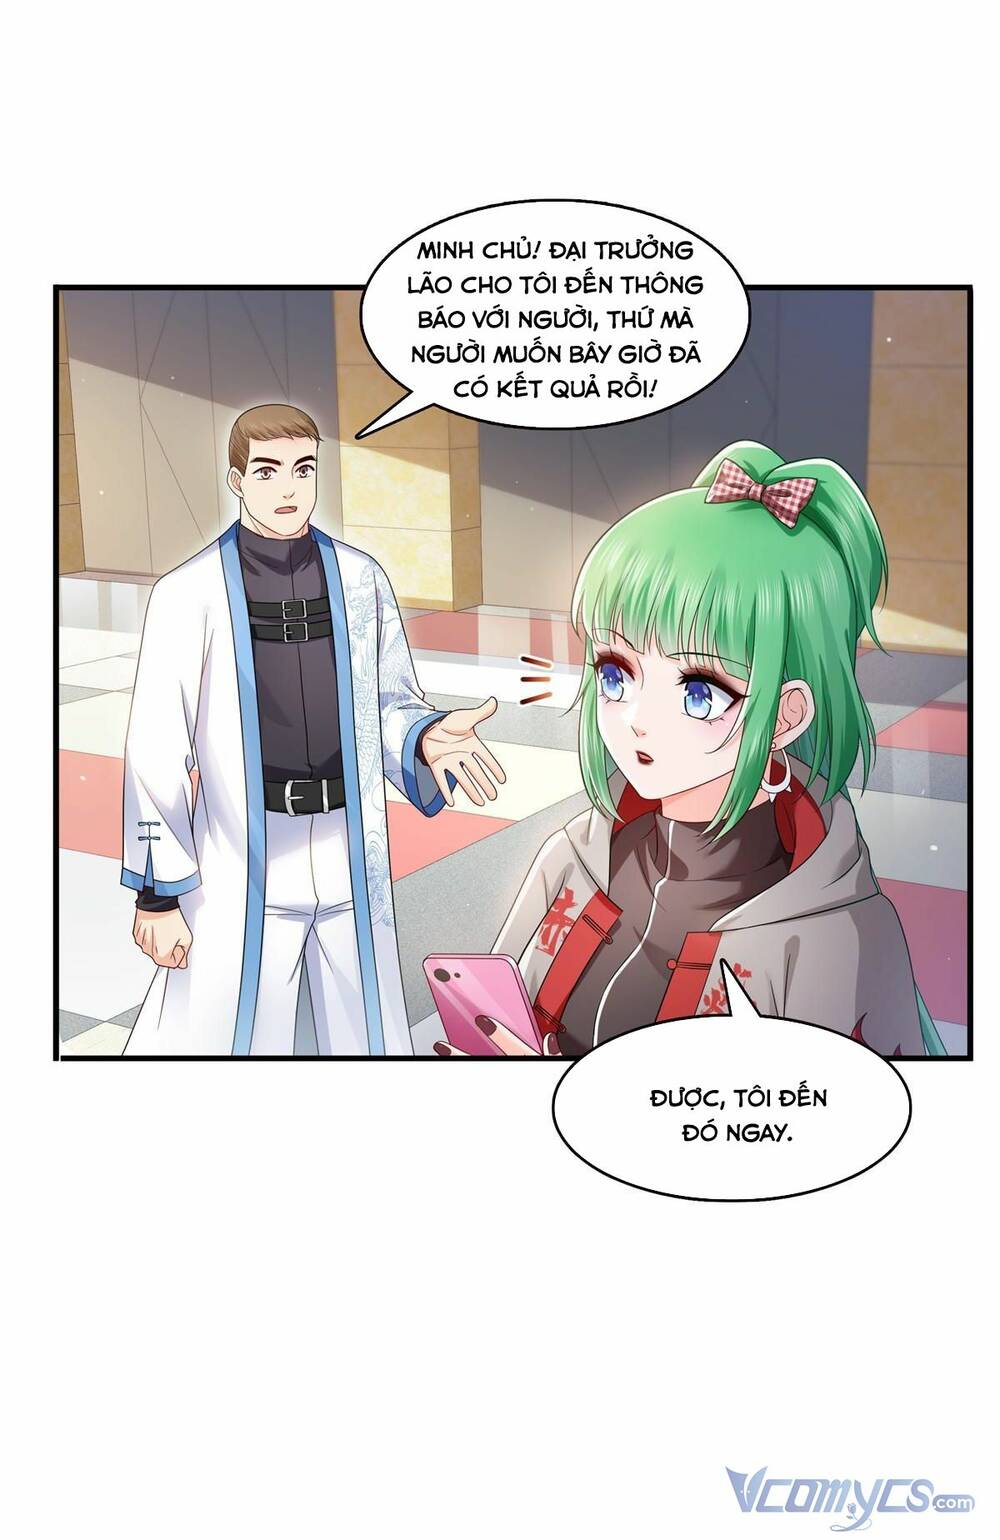 MINH CHỦ! ĐẠI TRƯỞNG
LÃO CHO TÔI ĐẾN THÔNG
BÁO VỚI NGƯỜI, THỨ MÀ
NGƯỜI MUỐN BÂY GIỜ ĐÃ
CÓ KẾT QUẢ RỒI!
ĐƯỢC, TÔI ĐẾN
ĐÓ NGAY.
VCOMYCS.com